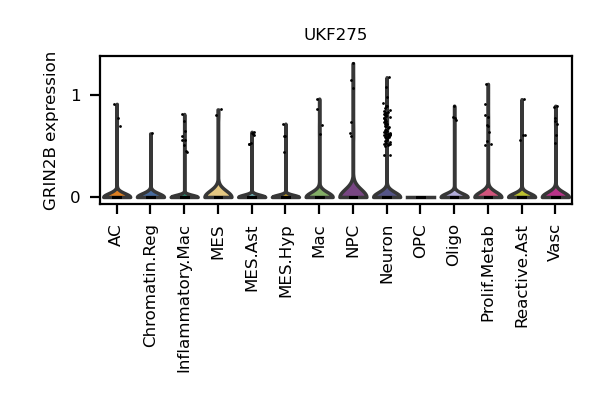 UKF275
GRIN2B expression
1
0
AC
Chromatin.Reg
Inflammatory.Mac
MES
MES.Ast
MES.Hyp
Mac
NPC
Neuron
OPC
Oligo
Prolif.Metab
Reactive.Ast
Vasc